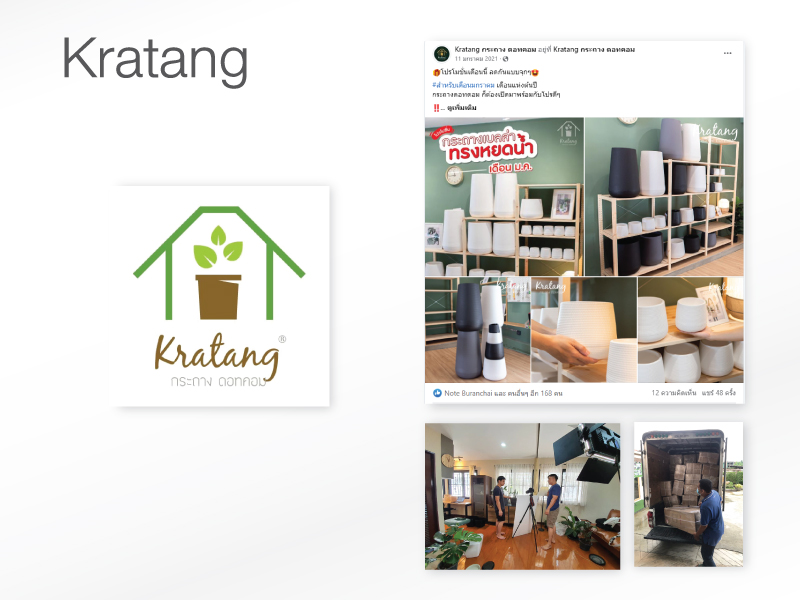 Kratang
Kratang®
กระถาง ดอทคอม
Kratang กระถาง ดอทคอม อยู่ที่ Kratang กระถาง ดอทคอม
11 มกราคม 2021 ·
โปรโมชั่นเดือนนี้ ลดกันแบบจุกๆ
#สำหรับเดือนมกราคม เดือนแห่งต้นปี
กระถางดอทคอม ก็ต้องเปิดมาพร้อมกับโปรดีๆ
‼️... ดูเพิ่มเติม
กระถางเบลล่า
ทรงหยดน้ำ
เดือน ม.ค.
Kratang
Kratang
Kratang
Kratang
Note Buranchai และ คนอื่นๆ อีก 168 คน
12 ความคิดเห็น แชร์ 48 ครั้ง